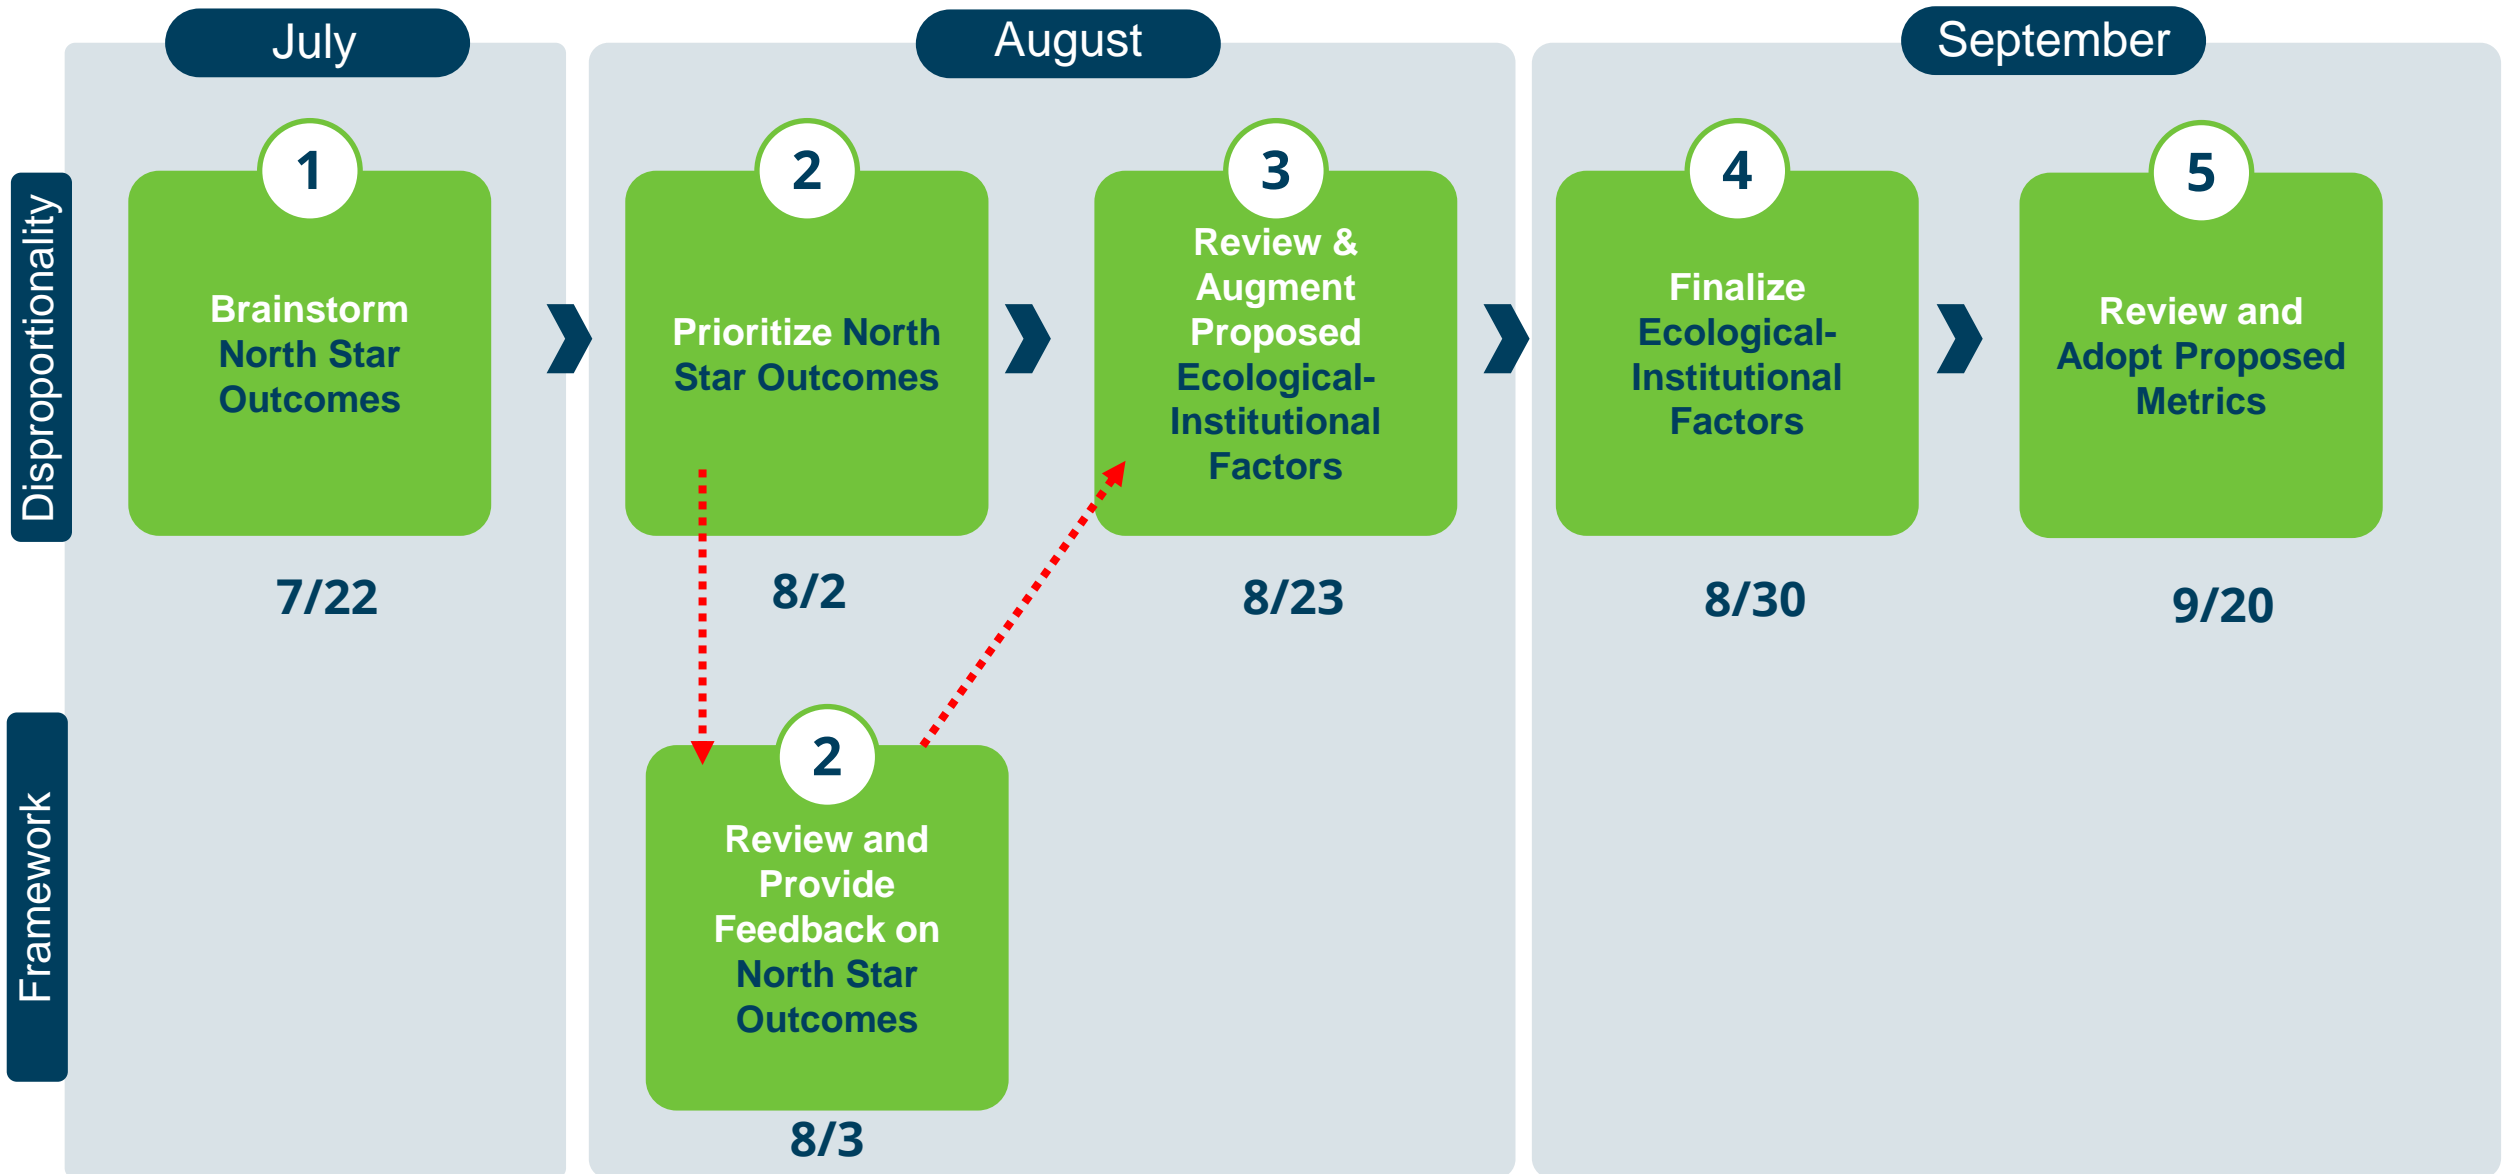 July
August
September
Disproportionality
1
Brainstorm
North Star
Outcomes
7/22
2
Prioritize North
Star Outcomes
8/2
3
Review &
Augment
Proposed
Ecological-
Institutional
Factors
8/23
4
Finalize
Ecological-
Institutional
Factors
8/30
5
Review and
Adopt Proposed
Metrics
9/20
Framework
2
Review and
Provide
Feedback on
North Star
Outcomes
8/3